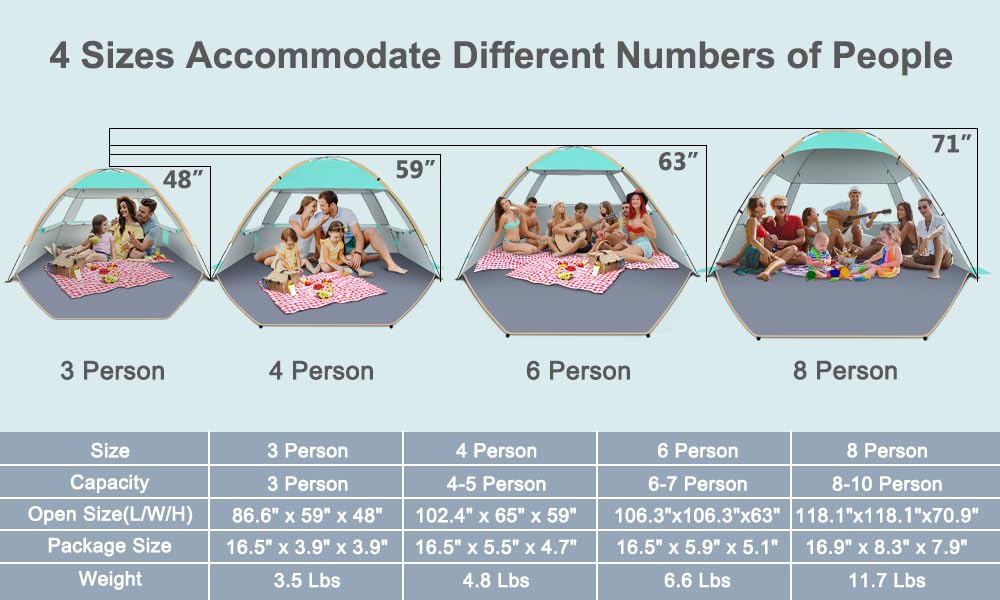 4 Sizes Accommodate Different Numbers of People
48”
59”
63”
71”
3 Person
4 Person
6 Person
8 Person
Size 3 Person 4 Person 6 Person 8 Person
Capacity 3 Person 4-5 Person 6-7 Person 8-10 Person
Open Size(L/W/H) 86.6" x 59" x 48" 102.4" x 65" x 59" 106.3"x106.3"x63" 118.1"x118.1"x70.9"
Package Size 16.5" x 3.9" x 3.9" 16.5" x 5.5" x 4.7" 16.5" x 5.9" x 5.1" 16.9" x 8.3" x 7.9"
Weight 3.5 Lbs 4.8 Lbs 6.6 Lbs 11.7 Lbs